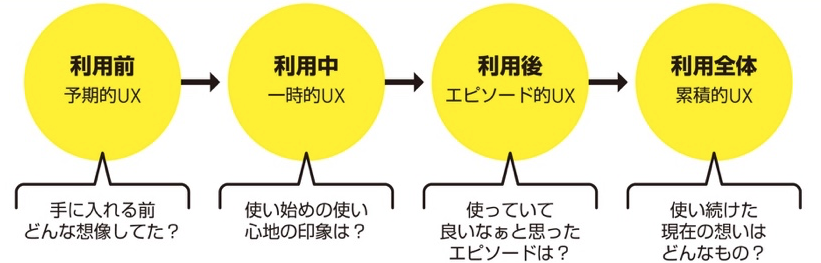 利用前
予期的UX
利用中
一時的UX
利用後
エピソード的UX
利用全体
累積的UX
手に入れる前
どんな想像してた？
使い始めの使い
心地の印象は？
使っていて
良いなぁと思った
エピソードは？
使い続けた
現在の想いは
どんなもの？